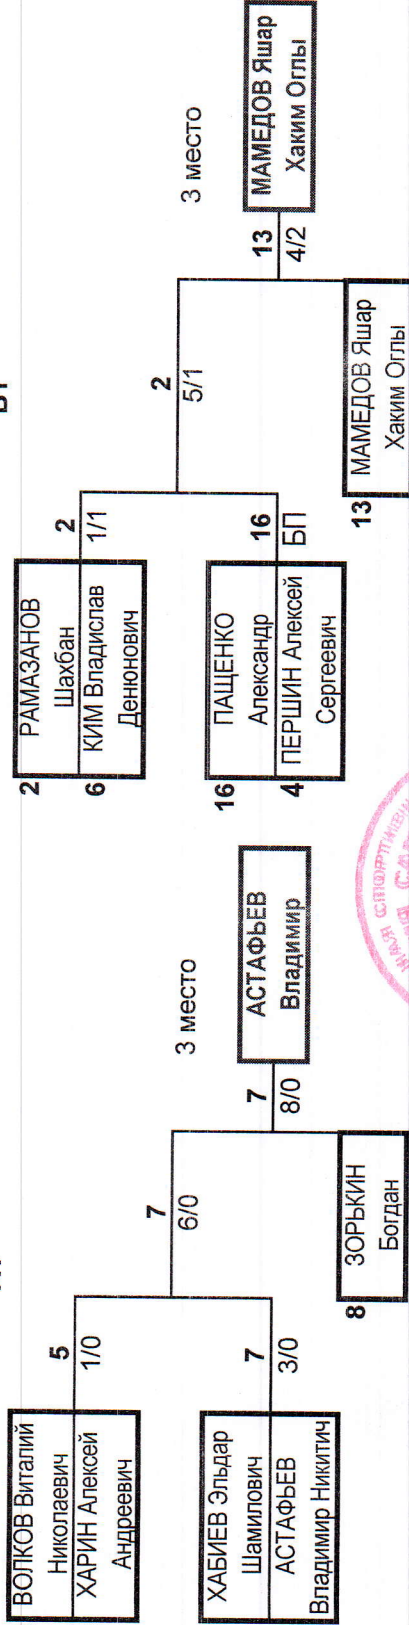 ВОЛКОВ Виталий
Николаевич
ХАРИН Алексей
Андреевич
5
1/0
ХАБИЕВ Эльдар
Шамилович
АСТАФЬЕВ
Владимир Никитич
7
3/0
7
6/0
8
ЗОРЬКИН
Богдан
7
8/0
3 место
АСТАФЬЕВ
Владимир
2
РАМАЗАНОВ
Шахбан
6
КИМ Владислав
Денюнович
2
1/1
16
ПАЩЕНКО
Александр
4
ПЕРШИН Алексей
Сергеевич
16
БП
2
5/1
13
МАМЕДОВ Яшар
Хаким Оглы
13
4/2
3 место
МАМЕДОВ Яшар
Хаким Оглы